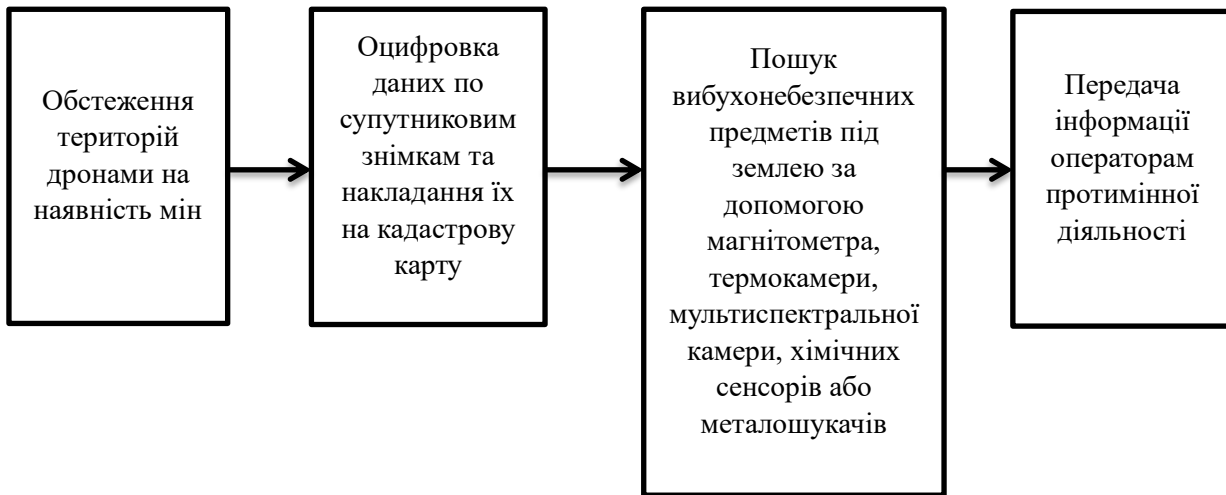 Обстеження
територій
дронами на
наявність мін
Оцифровка
даних по
супутниковим
знімкам та
накладання їх
на кадастрову
карту
Пошук
вибухонебезпечних
предметів під
землею за
допомогою
магнітометра,
термокамери,
мультиспектральної
камери, хімічних
сенсорів або
металошукачів
Передача
інформації
операторам
протимінної
діяльності